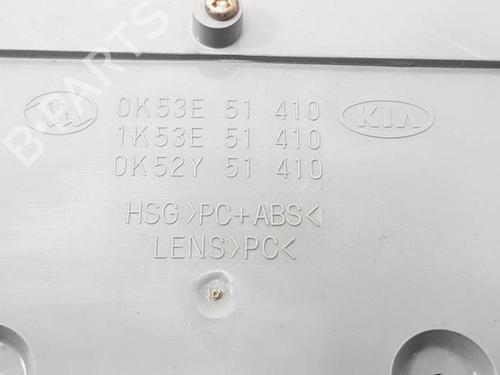 0K53E 51 410
KIA
1K53E 51 410
0K52Y 51 410
HSG>PC+ABS<
LENS>PC<